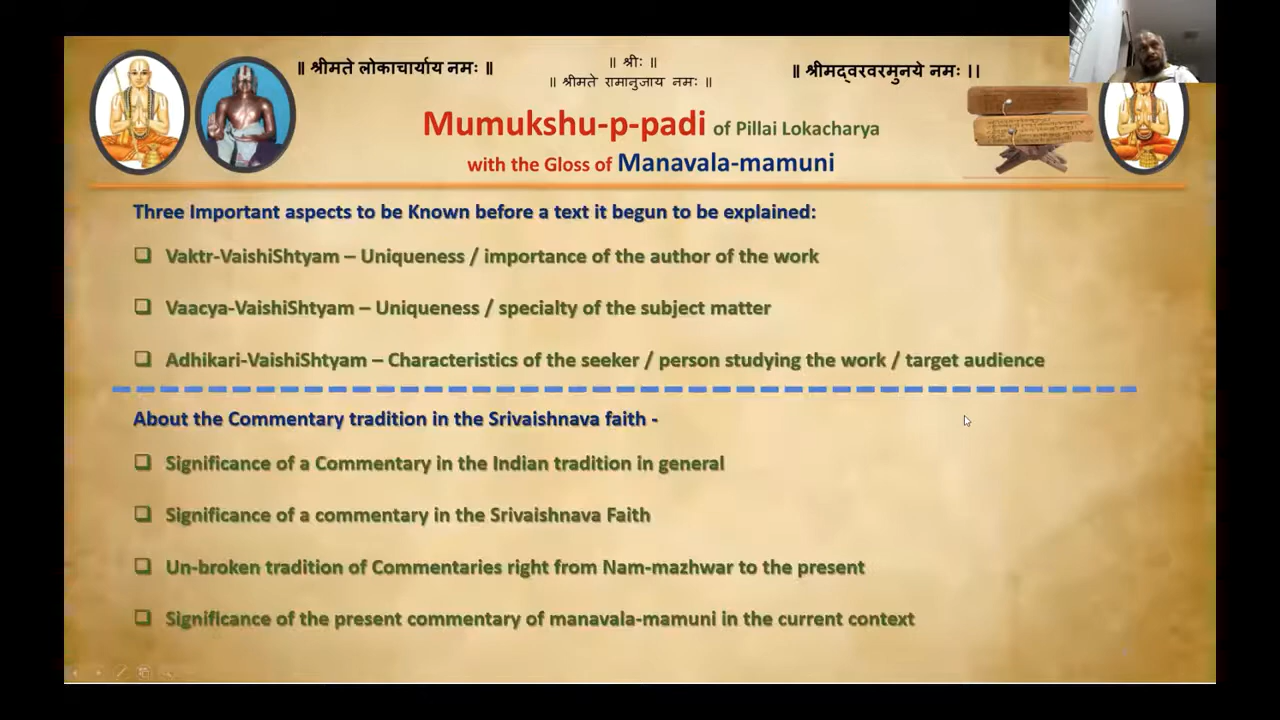 ॥ श्रीमते लोकाचार्याय नमः ॥
॥ श्रीः ॥
॥ श्रीमते रामानुजाय नमः ॥
॥ श्रीमद्वरवरमुनये नमः ।।
Mumukshu-p-padi of Pillai Lokacharya
with the Gloss of Manavala-mamuni
Three Important aspects to be Known before a text it begun to be explained:
❑ Vaktr-VaishiShtyam – Uniqueness / importance of the author of the work
❑ Vaacya-VaishiShtyam – Uniqueness / specialty of the subject matter
❑ Adhikari-VaishiShtyam – Characteristics of the seeker / person studying the work / target audience
About the Commentary tradition in the Srivaishnava faith -
❑ Significance of a Commentary in the Indian tradition in general
❑ Significance of a commentary in the Srivaishnava Faith
❑ Un-broken tradition of Commentaries right from Nam-mazhwar to the present
❑ Significance of the present commentary of manavala-mamuni in the current context